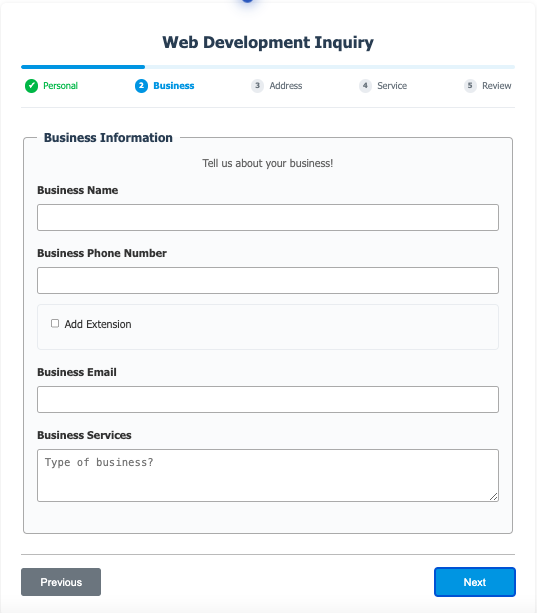 Web Development Inquiry
✓ Personal 2 Business 3 Address 4 Service 5 Review
Business Information
Tell us about your business!
Business Name
Business Phone Number
Add Extension
Business Email
Business Services
Type of business?
Previous Next